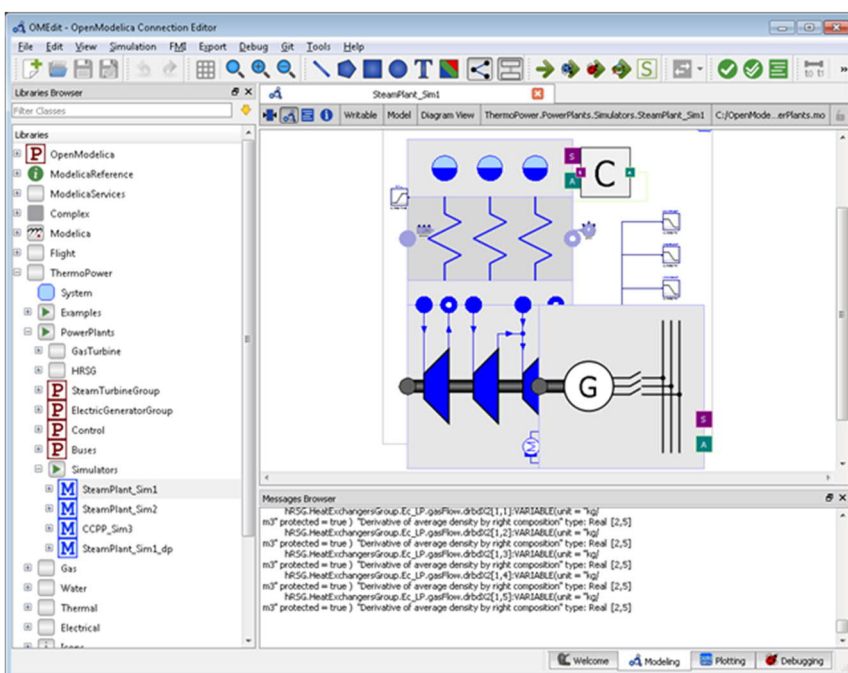 OMEdit - OpenModelica Connection Editor
File Edit View Simulation FMI Export Debug Git Tools Help
T S to t1 »
Libraries Browser
Filter Classes
Libraries
P OpenModelica
i ModelicaReference
ModelicaServices
Complex
Modelica
Flight
ThermoPower
System
Examples
PowerPlants
GasTurbine
HRSG
P SteamTurbineGroup
P ElectricGeneratorGroup
P Control
P Buses
Simulators
M SteamPlant_Sim1
M SteamPlant_Sim2
M CCPP_Sim3
M SteamPlant_Sim1_dp
Gas
Water
Thermal
Electrical
Icons
SteamPlant_Sim1
Writable Model Diagram View ThermoPower.PowerPlants.Simulators.SteamPlant_Sim1 C:/OpenMode...erPlants.mo
S
A
C
G
S
A
M
Messages Browser
hRSG.HeatExchangersGroup.Ec_LP.gasFlow.drbdX2[1,1]:VARIABLE(unit = "kg/
m3" protected = true ) "Derivative of average density by right composition" type: Real [2,5]
hRSG.HeatExchangersGroup.Ec_LP.gasFlow.drbdX2[1,2]:VARIABLE(unit = "kg/
m3" protected = true ) "Derivative of average density by right composition" type: Real [2,5]
hRSG.HeatExchangersGroup.Ec_LP.gasFlow.drbdX2[1,3]:VARIABLE(unit = "kg/
m3" protected = true ) "Derivative of average density by right composition" type: Real [2,5]
hRSG.HeatExchangersGroup.Ec_LP.gasFlow.drbdX2[1,4]:VARIABLE(unit = "kg/
m3" protected = true ) "Derivative of average density by right composition" type: Real [2,5]
hRSG.HeatExchangersGroup.Ec_LP.gasFlow.drbdX2[1,5]:VARIABLE(unit = "kg/
m3" protected = true ) "Derivative of average density by right composition" type: Real [2,5]
Welcome Modeling Plotting Debugging